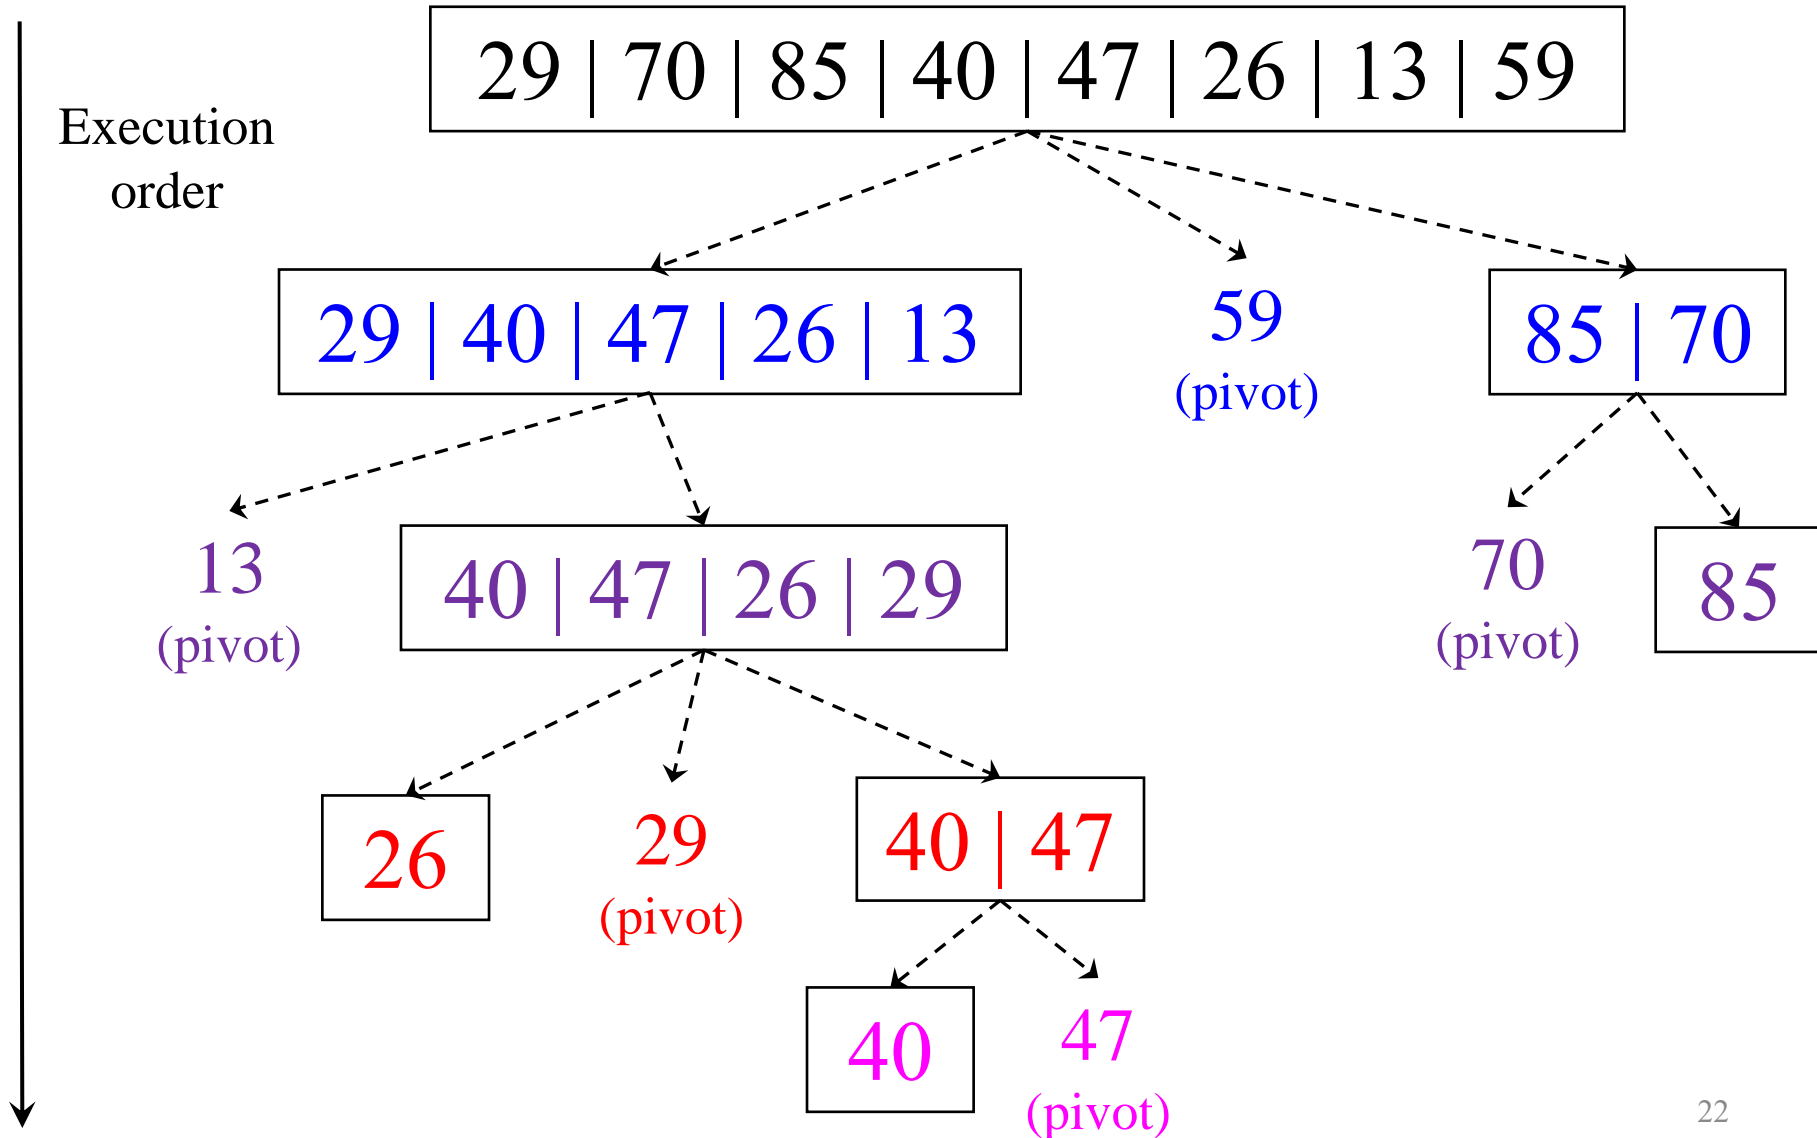 29 | 70 | 85 | 40 | 47 | 26 | 13 | 59
Execution
order
29 | 40 | 47 | 26 | 13
59
(pivot)
85 | 70
13
(pivot)
40 | 47 | 26 | 29
70
(pivot)
85
26
29
(pivot)
40 | 47
40
47
(pivot)
22